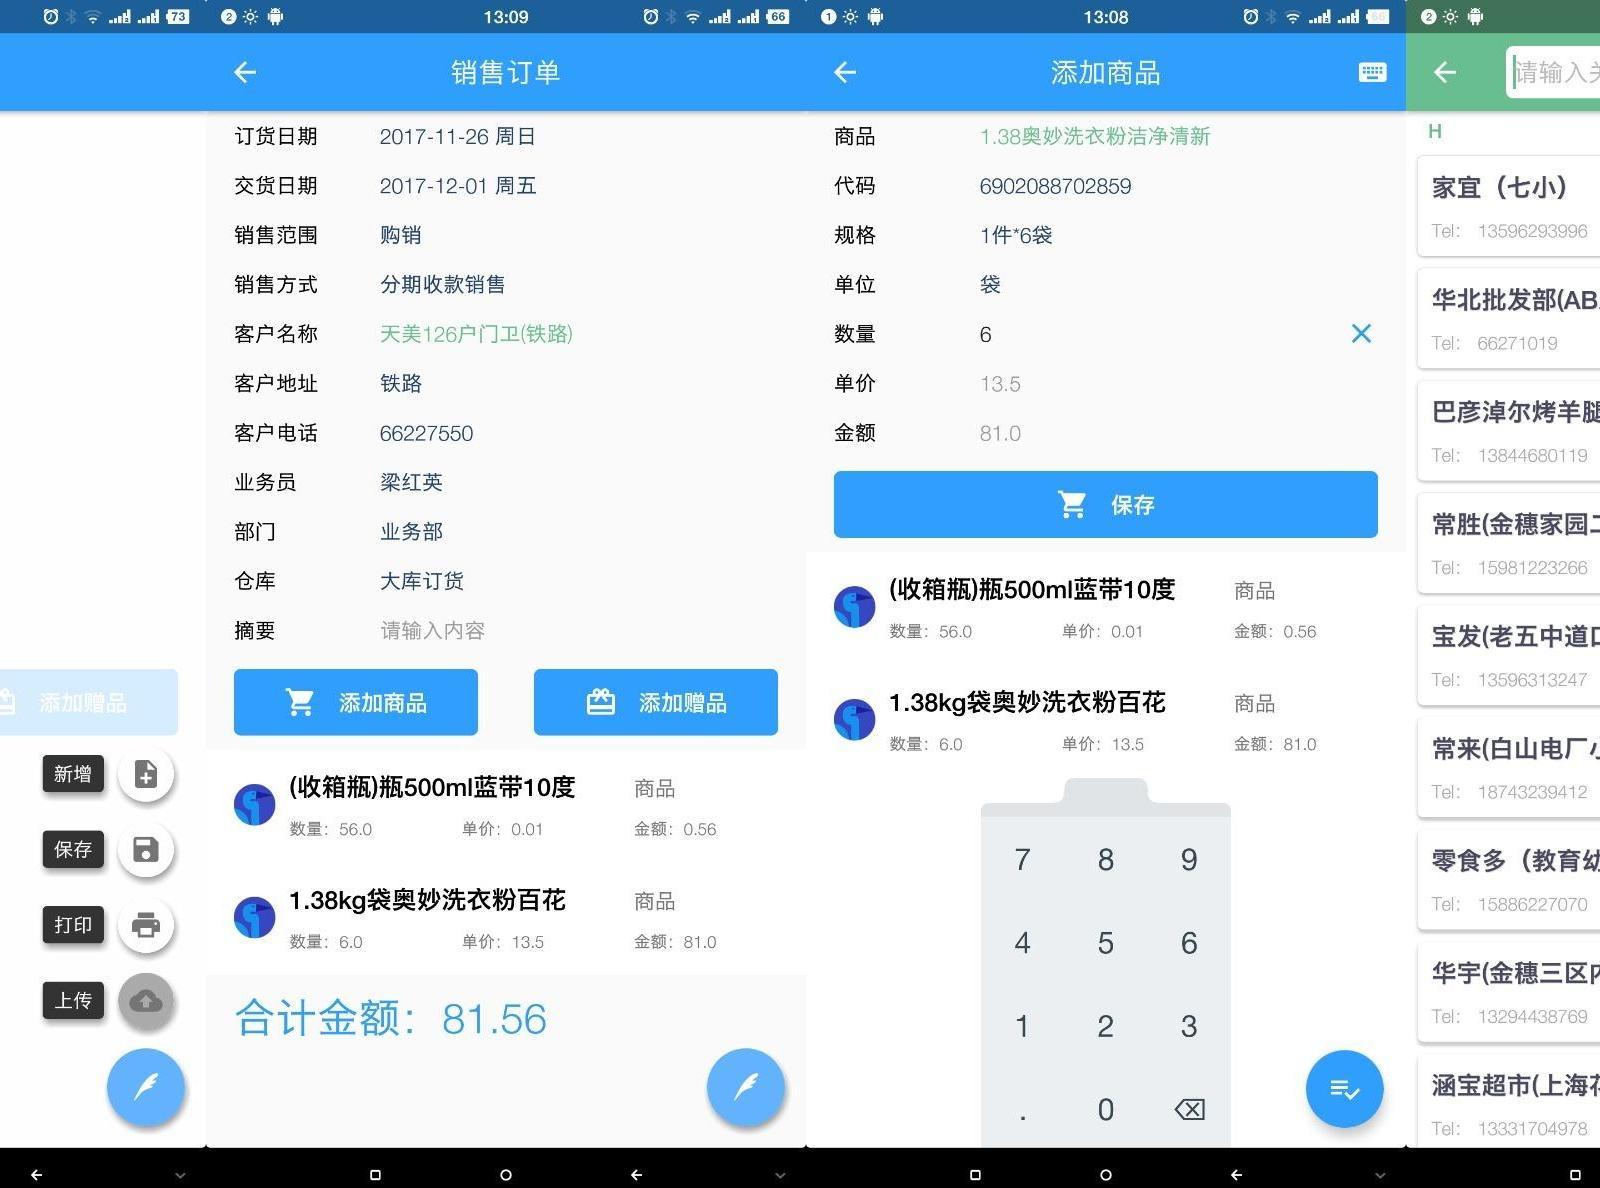 73
添加赠品
新增
保存
打印
上传
2
13:09
66
销售订单
订货日期 2017-11-26 周日
交货日期 2017-12-01 周五
销售范围 购销
销售方式 分期收款销售
客户名称 天美126户门卫(铁路)
客户地址 铁路
客户电话 66227550
业务员 梁红英
部门 业务部
仓库 大库订货
摘要 请输入内容
添加商品 添加赠品
(收箱瓶)瓶500ml蓝带10度 商品
数量：56.0 单价：0.01 金额：0.56
1.38kg袋奥妙洗衣粉百花 商品
数量：6.0 单价：13.5 金额：81.0
合计金额：81.56
1
13:08
添加商品
商品 1.38奥妙洗衣粉洁净清新
代码 6902088702859
规格 1件*6袋
单位 袋
数量 6
单价 13.5
金额 81.0
保存
(收箱瓶)瓶500ml蓝带10度 商品
数量：56.0 单价：0.01 金额：0.56
1.38kg袋奥妙洗衣粉百花 商品
数量：6.0 单价：13.5 金额：81.0
7 8 9
4 5 6
1 2 3
. 0
2
请输入关
H
家宜（七小）
Tel： 13596293996
华北批发部(AB
Tel： 66271019
巴彦淖尔烤羊腿
Tel： 13844680119
常胜(金穗家园二
Tel： 15981223266
宝发(老五中道口
Tel： 13596313247
常来(白山电厂小
Tel： 18743239412
零食多（教育幼
Tel： 15886227070
华宇(金穗三区内
Tel： 13294438769
涵宝超市(上海花
Tel： 13331704978